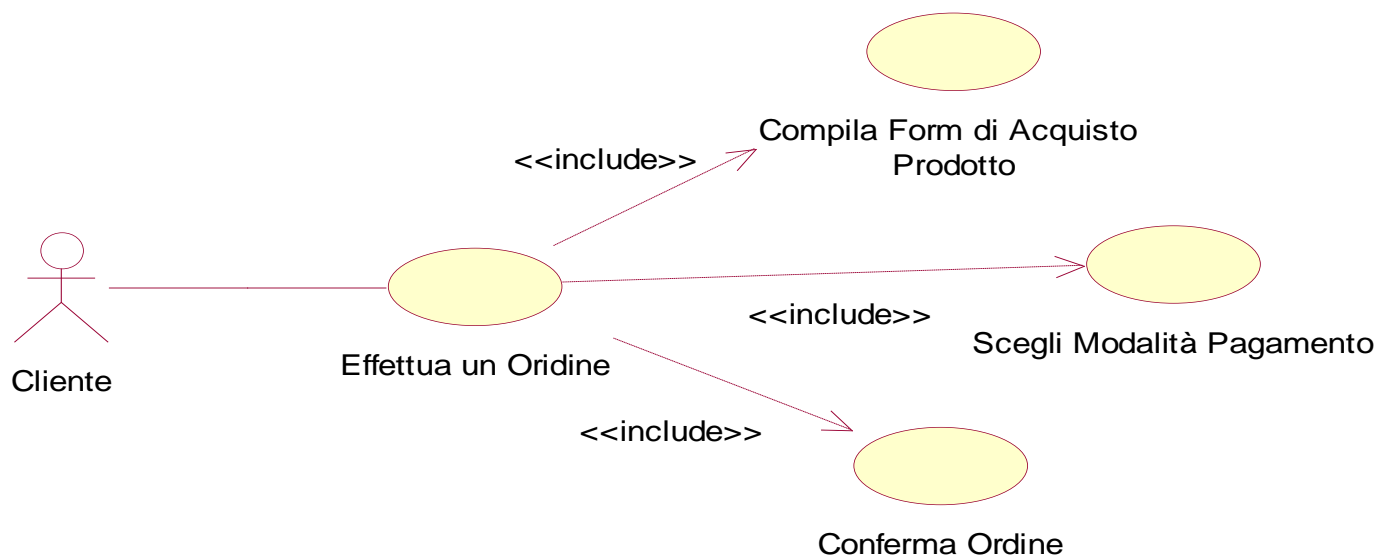 Compila Form di Acquisto
Prodotto
<<include>>
<<include>>
Scegli Modalità Pagamento
Effettua un Oridine
Cliente
<<include>>
Conferma Ordine